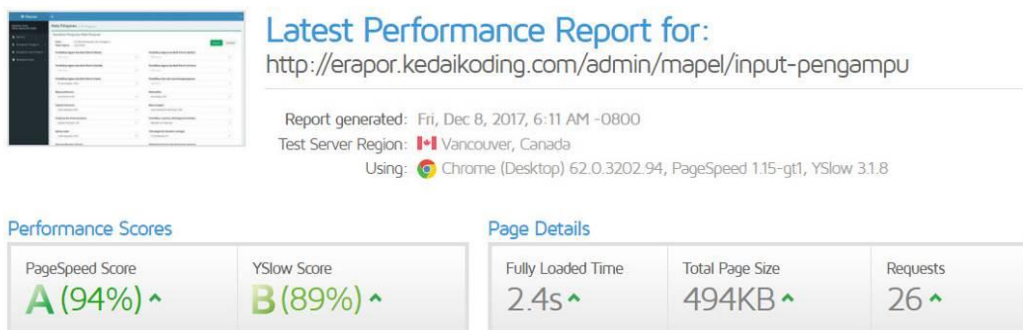 Latest Performance Report for:
http://erapor.kedaikoding.com/admin/mapel/input-pengampu
Report generated: Fri, Dec 8, 2017, 6:11 AM -0800
Test Server Region: Vancouver, Canada
Using: Chrome (Desktop) 62.0.3202.94, PageSpeed 1.15-gt1, YSlow 3.1.8
Performance Scores
Page Details
PageSpeed Score
YSlow Score
Fully Loaded Time
Total Page Size
Requests
A (94%)
B (89%)
2.4s
494KB
26